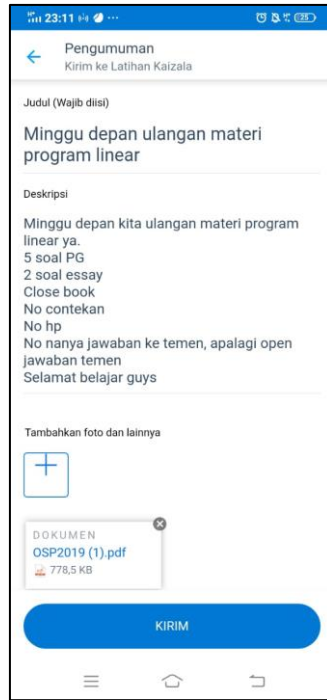 23:11 ...
35
Pengumuman
Kirim ke Latihan Kaizala
Judul (Wajib diisi)
Minggu depan ulangan materi
program linear
Deskripsi
Minggu depan kita ulangan materi program
linear ya.
5 soal PG
2 soal essay
Close book
No contekan
No hp
No nanya jawaban ke temen, apalagi open
jawaban temen
Selamat belajar guys
Tambahkan foto dan lainnya
DOKUMEN
OSP2019 (1).pdf
778,5 KB
KIRIM